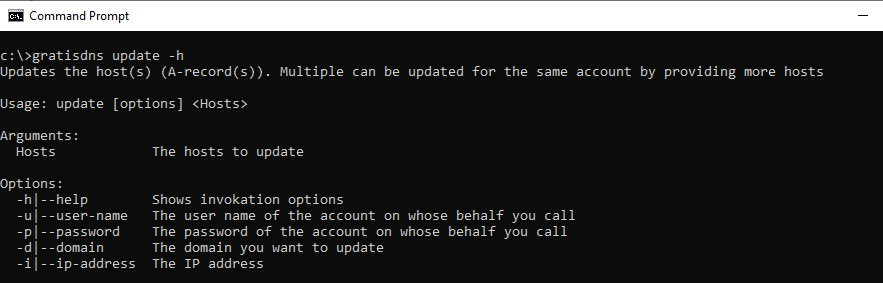 Command Prompt
c:\>gratisdns update -h
Updates the host(s) (A-record(s)). Multiple can be updated for the same account by providing more hosts
Usage: update [options] <Hosts>
Arguments:
Hosts The hosts to update
Options:
-h|--help Shows invokation options
-u|--user-name The user name of the account on whose behalf you call
-p|--password The password of the account on whose behalf you call
-d|--domain The domain you want to update
-i|--ip-address The IP address